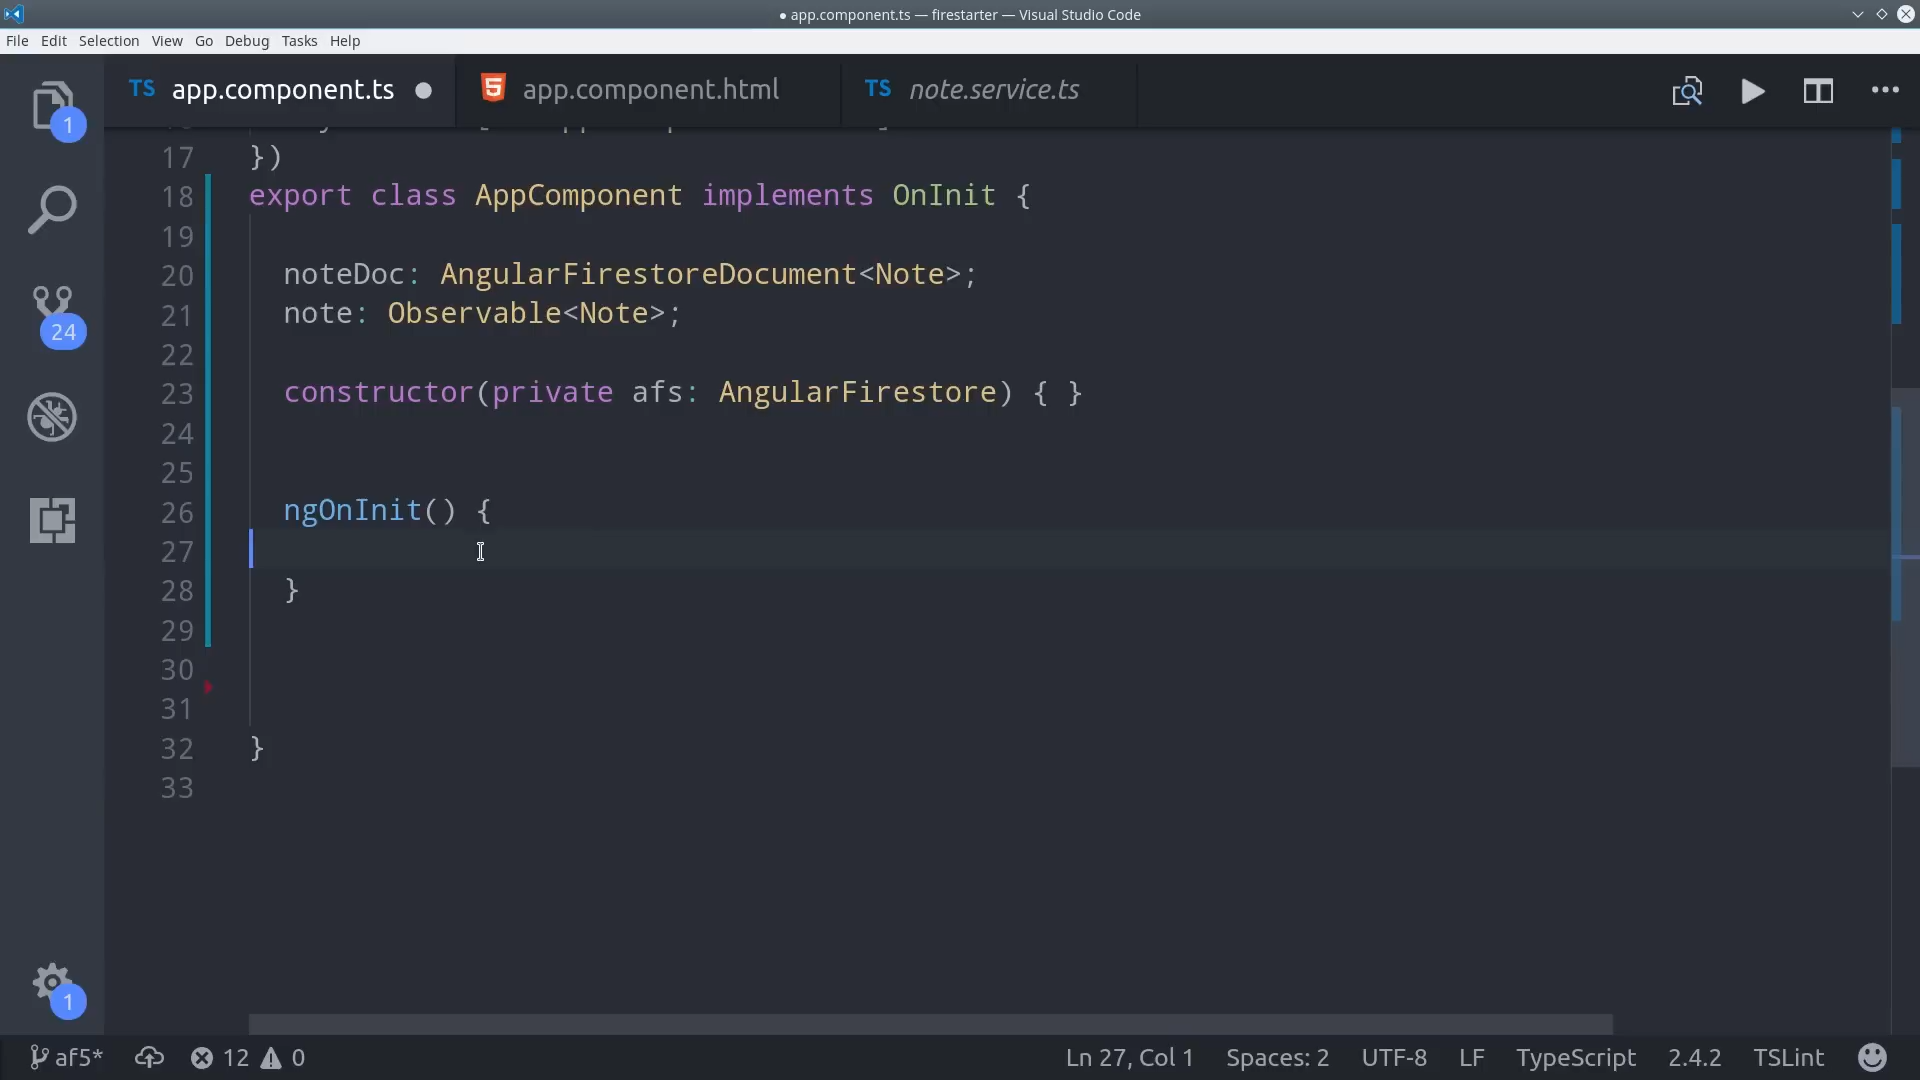 ● app.component.ts — firestarter — Visual Studio Code
File Edit Selection View Go Debug Tasks Help
TS app.component.ts ● app.component.html TS note.service.ts
1
17 })
18 export class AppComponent implements OnInit {
19
20 noteDoc: AngularFirestoreDocument<Note>;
21 note: Observable<Note>;
22
23 constructor(private afs: AngularFirestore) { }
24
25
26 ngOnInit() {
27
28 }
29
30
31
32 }
33
24
1
af5* 12 0 Ln 27, Col 1 Spaces: 2 UTF-8 LF TypeScript 2.4.2 TSLint